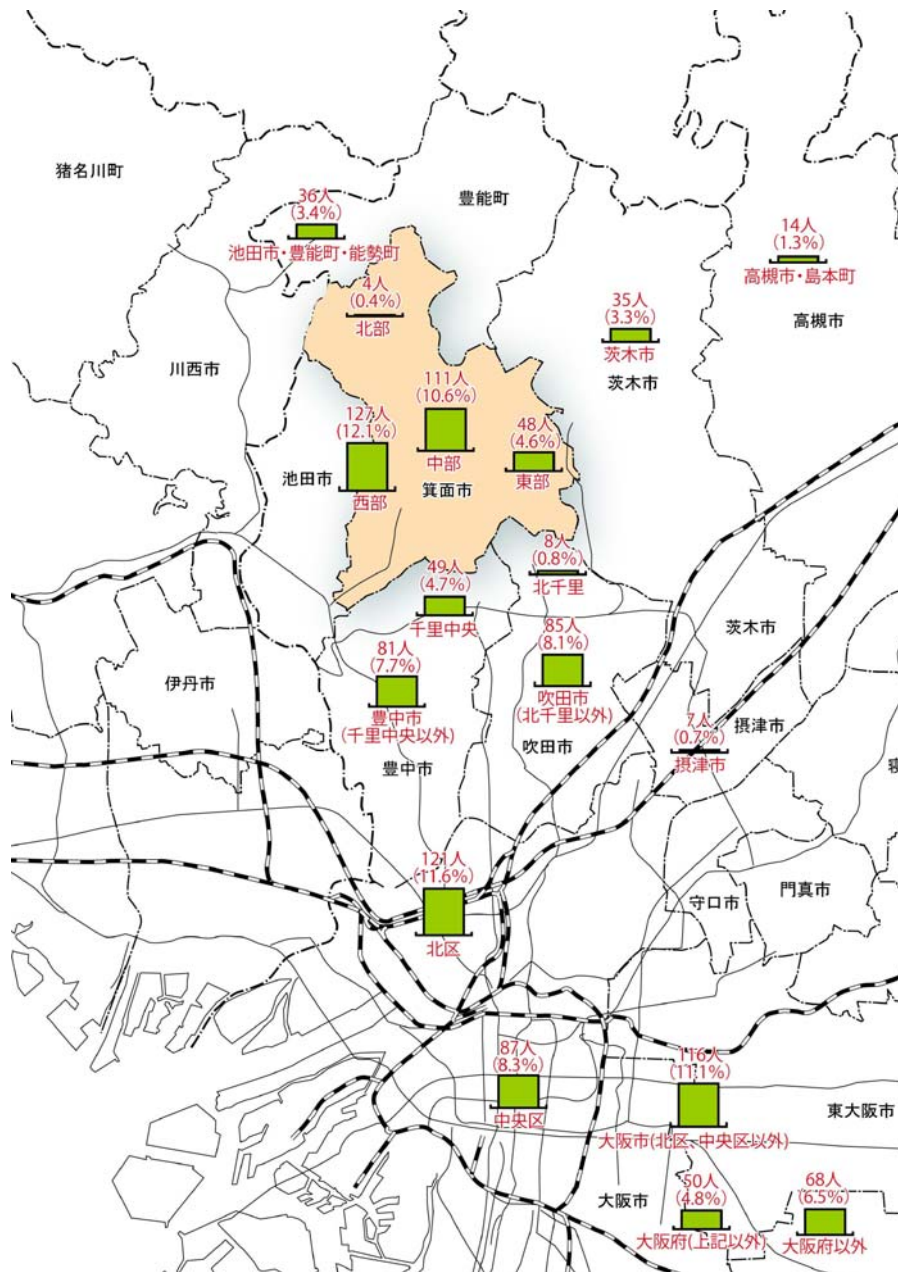 猪名川町
豊能町
36人
(3.4%)
池田市・豊能町・能勢町
14人
(1.3%)
高槻市・島本町
高槻市
4人
(0.4%)
北部
35人
(3.3%)
茨木市
茨木市
川西市
111人
(10.6%)
中部
127人
(12.1%)
西部
48人
(4.6%)
東部
池田市
箕面市
8人
(0.8%)
北千里
49人
(4.7%)
千里中央
茨木市
伊丹市
81人
(7.7%)
豊中市
(千里中央以外)
豊中市
85人
(8.1%)
吹田市
(北千里以外)
吹田市
7人
(0.7%)
摂津市
摂津市
121人
(11.6%)
北区
守口市
門真市
87人
(8.3%)
中央区
116人
(11.1%)
大阪市(北区、中央区以外)
東大阪市
大阪市
50人
(4.8%)
大阪府(上記以外)
68人
(6.5%)
大阪府以外